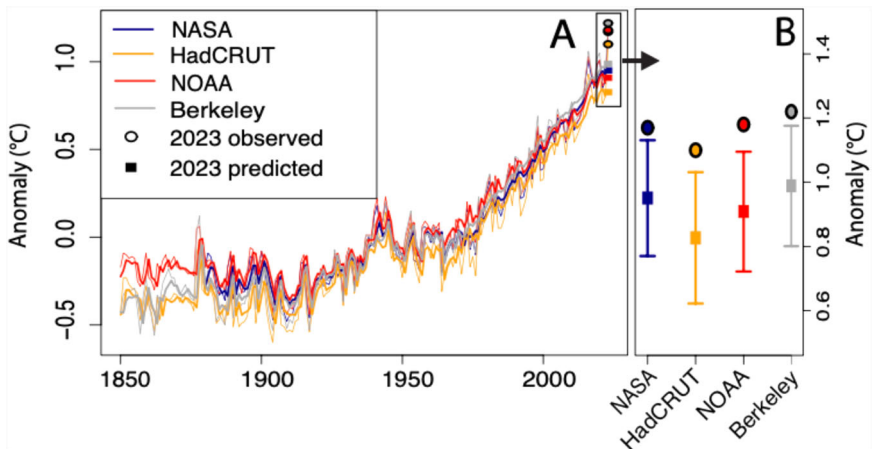 A
B
NASA
HadCRUT
NOAA
Berkeley
2023 observed
2023 predicted
Anomaly (°C)
1.0
0.5
0.0
−0.5
1850
1900
1950
2000
1.4
1.2
1.0
0.8
0.6
Anomaly (°C)
NASA
HadCRUT
NOAA
Berkeley